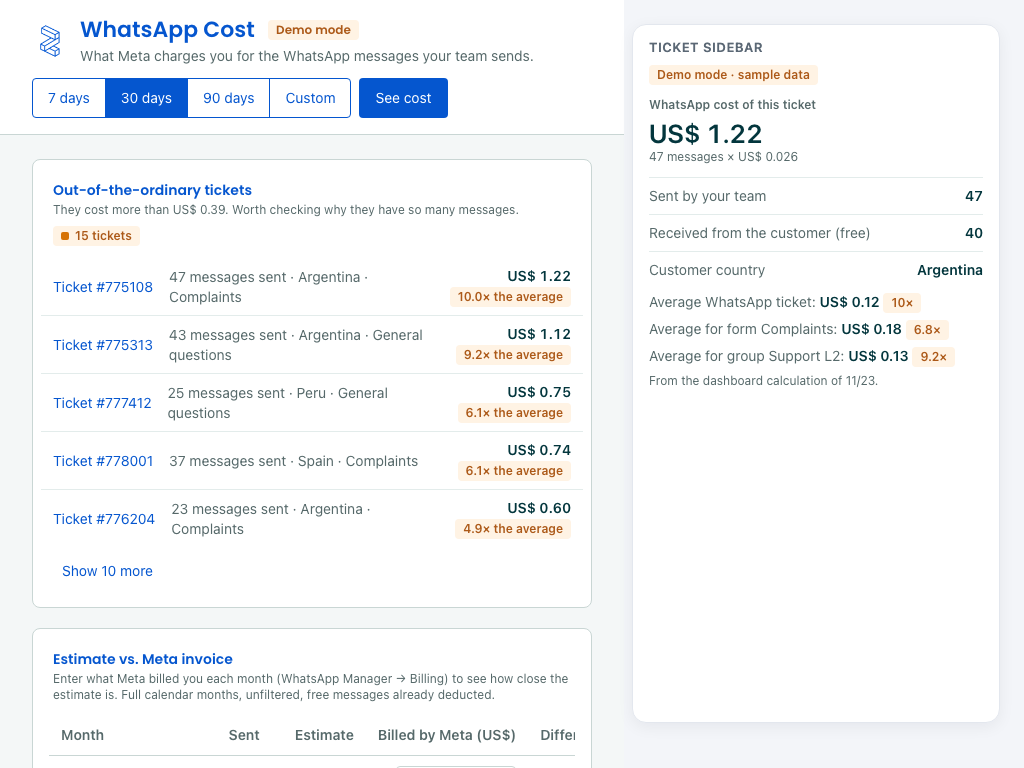 WhatsApp Cost
Demo mode
What Meta charges you for the WhatsApp messages your team sends.
7 days
30 days
90 days
Custom
See cost
Out-of-the-ordinary tickets
They cost more than US$ 0.39. Worth checking why they have so many messages.
15 tickets
Ticket #775108
47 messages sent · Argentina ·
Complaints
US$ 1.22
10.0× the average
Ticket #775313
43 messages sent · Argentina · General
questions
US$ 1.12
9.2× the average
Ticket #777412
25 messages sent · Peru · General
questions
US$ 0.75
6.1× the average
Ticket #778001
37 messages sent · Spain · Complaints
US$ 0.74
6.1× the average
Ticket #776204
23 messages sent · Argentina ·
Complaints
US$ 0.60
4.9× the average
Show 10 more
Estimate vs. Meta invoice
Enter what Meta billed you each month (WhatsApp Manager → Billing) to see how close the
estimate is. Full calendar months, unfiltered, free messages already deducted.
Month
Sent
Estimate
Billed by Meta (US$)
TICKET SIDEBAR
Demo mode · sample data
WhatsApp cost of this ticket
US$ 1.22
47 messages × US$ 0.026
Sent by your team
47
Received from the customer (free)
40
Customer country
Argentina
Average WhatsApp ticket: US$ 0.12 10×
Average for form Complaints: US$ 0.18 6.8×
Average for group Support L2: US$ 0.13 9.2×
From the dashboard calculation of 11/23.